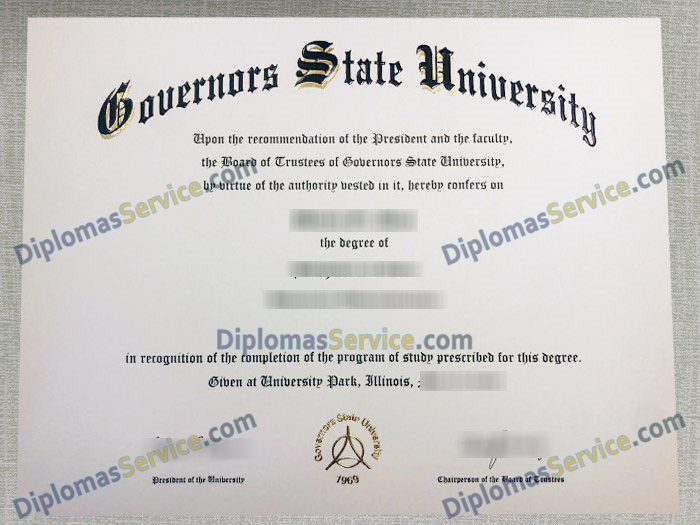 Governors State University
Upon the recommendation of the President and the faculty,
the Board of Trustees of Governors State University,
by virtue of the authority vested in it, hereby confers on
DiplomasService.com
DiplomasService.com
the degree of
DiplomasService.com
in recognition of the completion of the program of study prescribed for this degree.
Given at University Park, Illinois,
Governors State University
1969
DiplomasService.com
DiplomasService.com
President of the University
Chairperson of the Board of Trustees